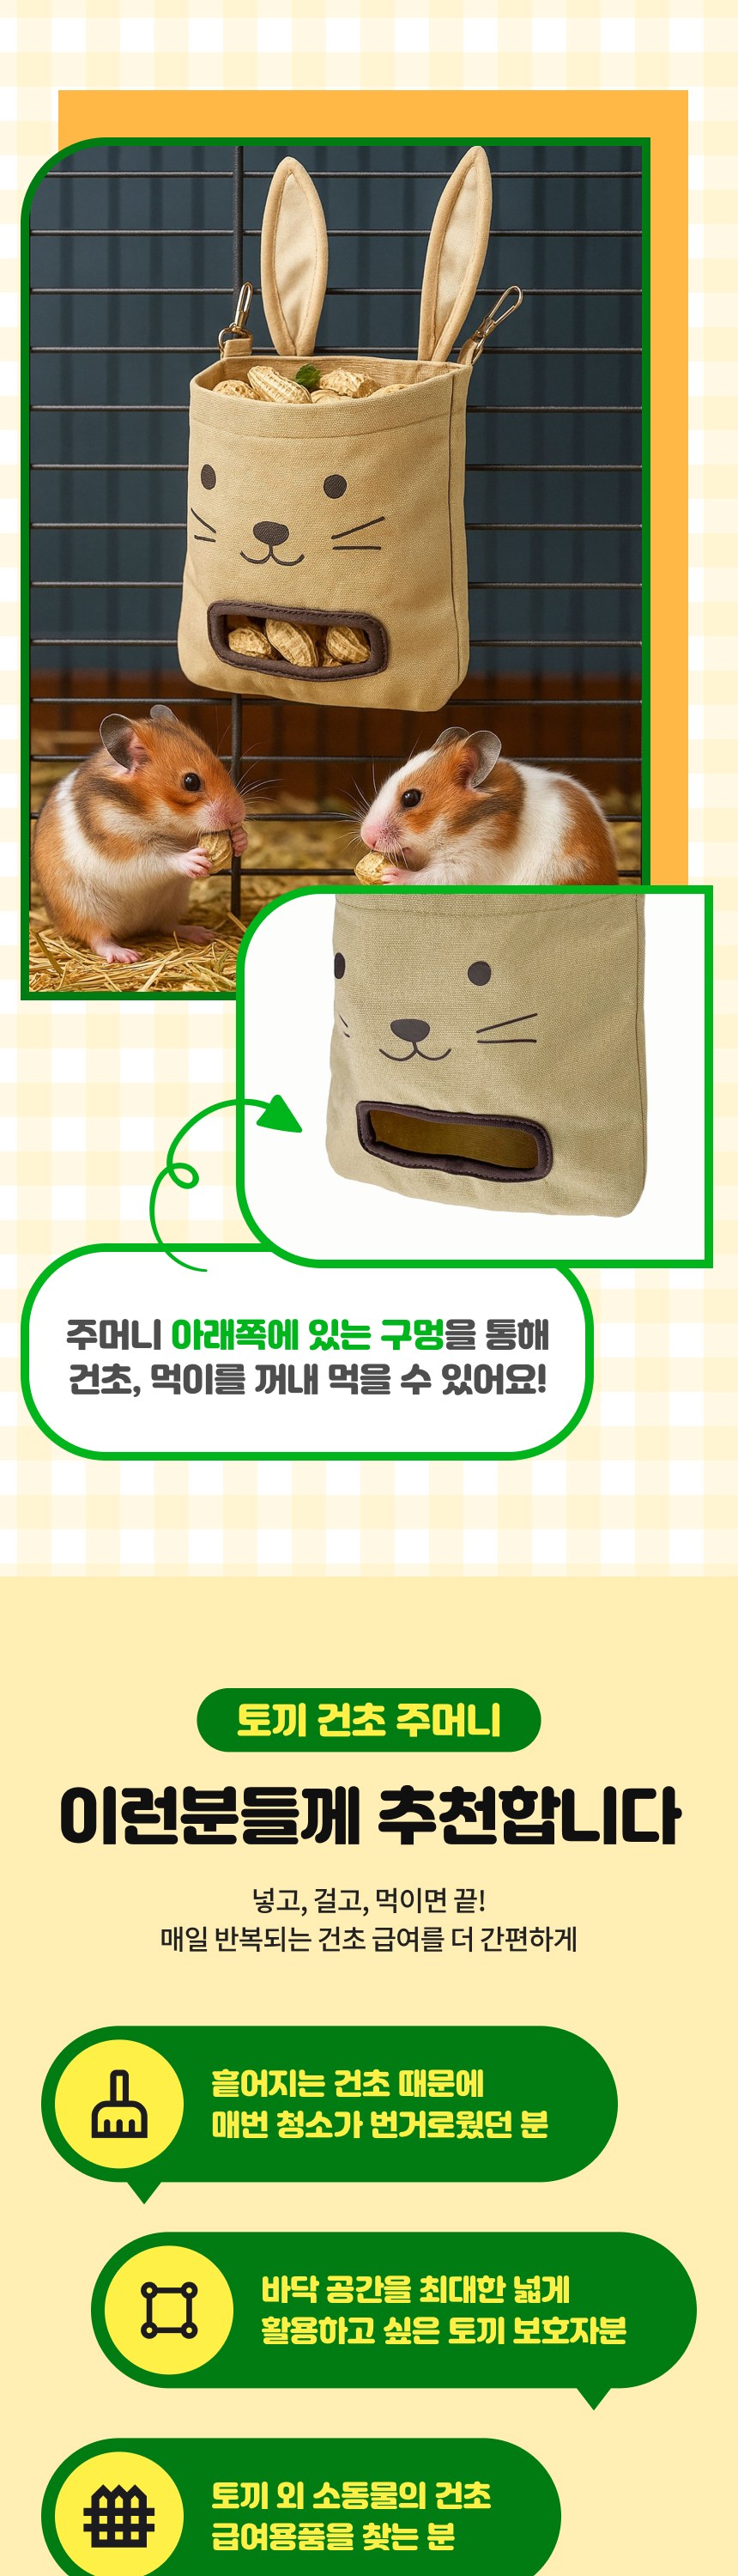 주머니 아래쪽에 있는 구멍을 통해
건초, 먹이를 꺼내 먹을 수 있어요!
토끼 건초 주머니
이런분들께 추천합니다
넣고, 걸고, 먹이면 끝!
매일 반복되는 건초 급여를 더 간편하게
흩어지는 건초 때문에
매번 청소가 번거로웠던 분
바닥 공간을 최대한 넓게
활용하고 싶은 토끼 보호자분
토끼 외 소동물의 건초
급여용품을 찾는 분